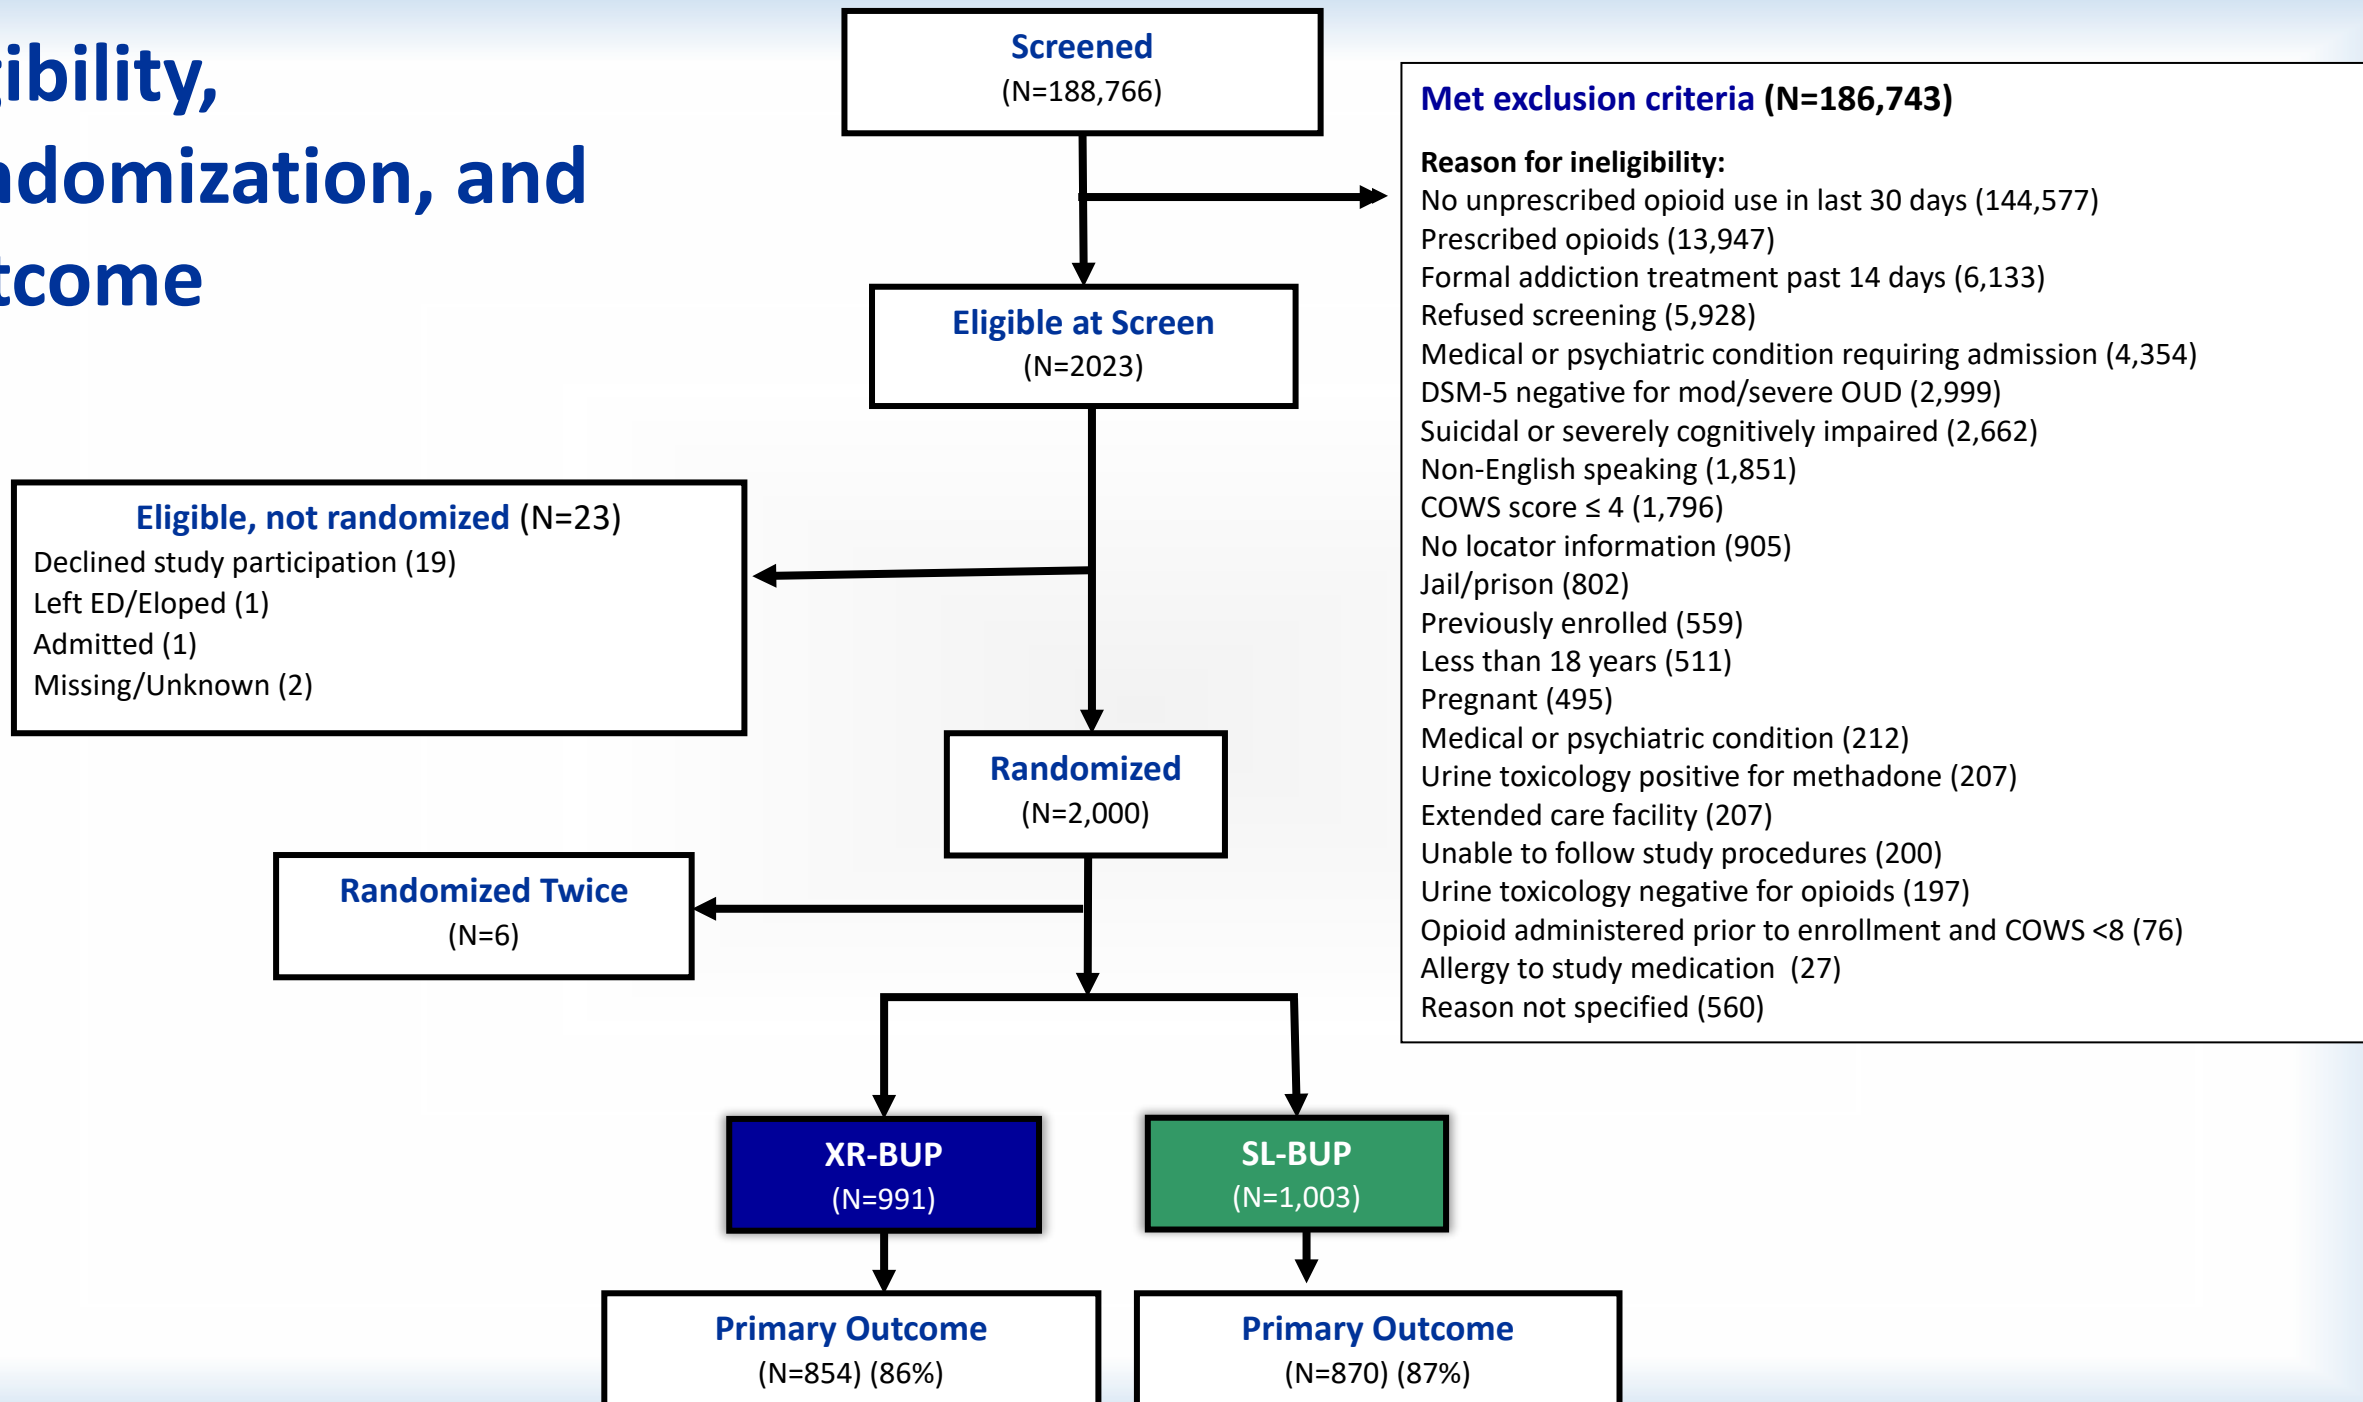 gibility,
ndomization, and
tcome
Screened
(N=188,766)
Met exclusion criteria (N=186,743)
Reason for ineligibility:
No unprescribed opioid use in last 30 days (144,577)
Prescribed opioids (13,947)
Formal addiction treatment past 14 days (6,133)
Refused screening (5,928)
Medical or psychiatric condition requiring admission (4,354)
DSM-5 negative for mod/severe OUD (2,999)
Suicidal or severely cognitively impaired (2,662)
Non-English speaking (1,851)
COWS score ≤ 4 (1,796)
No locator information (905)
Jail/prison (802)
Previously enrolled (559)
Less than 18 years (511)
Pregnant (495)
Medical or psychiatric condition (212)
Urine toxicology positive for methadone (207)
Extended care facility (207)
Unable to follow study procedures (200)
Urine toxicology negative for opioids (197)
Opioid administered prior to enrollment and COWS <8 (76)
Allergy to study medication (27)
Reason not specified (560)
Eligible at Screen
(N=2023)
Eligible, not randomized (N=23)
Declined study participation (19)
Left ED/Eloped (1)
Admitted (1)
Missing/Unknown (2)
Randomized
(N=2,000)
Randomized Twice
(N=6)
XR-BUP
(N=991)
SL-BUP
(N=1,003)
Primary Outcome
(N=854) (86%)
Primary Outcome
(N=870) (87%)